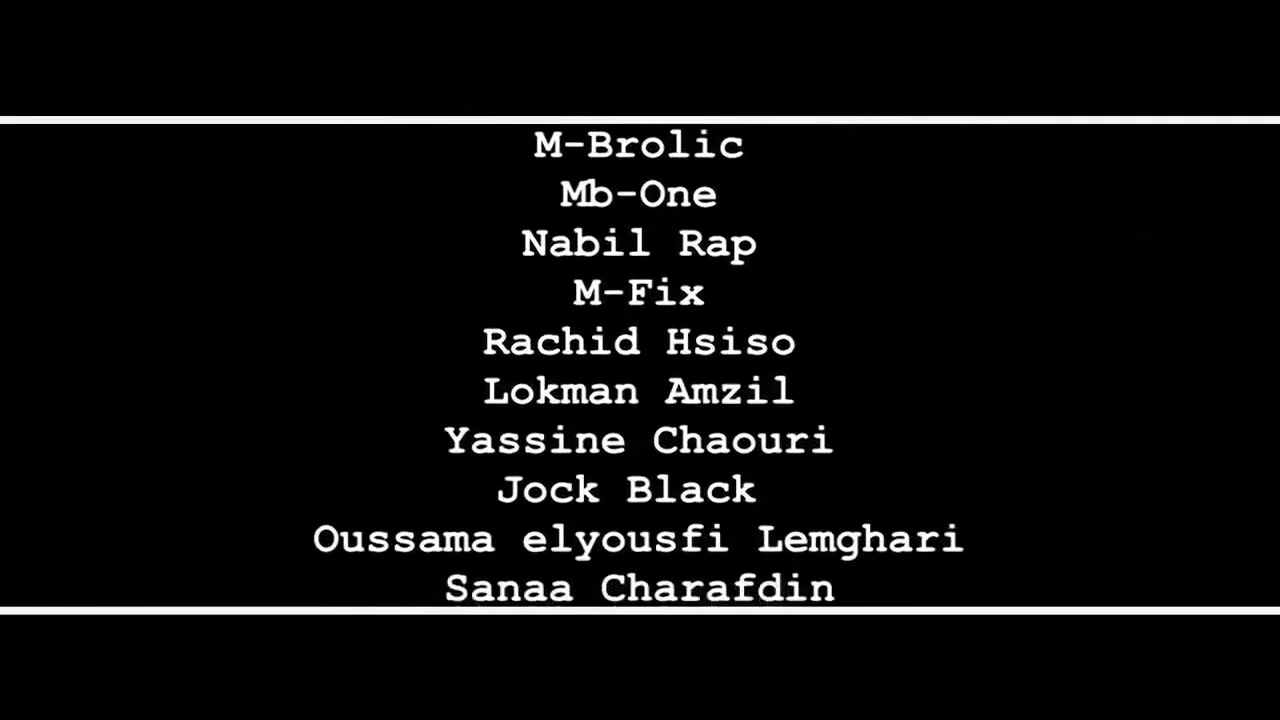 M-Brolic
Mb-One
Nabil Rap
M-Fix
Rachid Hsiso
Lokman Amzil
Yassine Chaouri
Jock Black
Oussama elyousfi Lemghari
Sanaa Charafdin